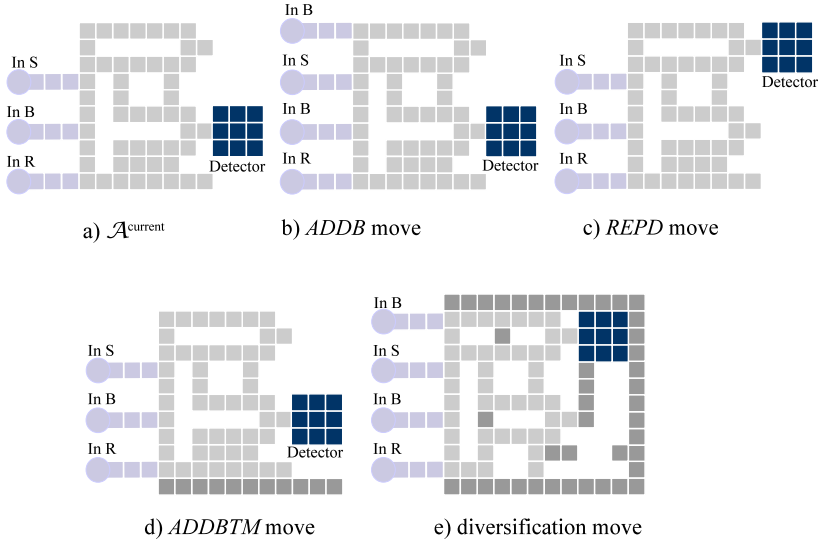 In S
In B
In R
Detector
a) 𝒜current
In B
In S
In B
In R
Detector
b) ADDB move
In S
In B
In R
Detector
c) REPD move
In S
In B
In R
Detector
d) ADDBTM move
In B
In S
In B
In R
e) diversification move